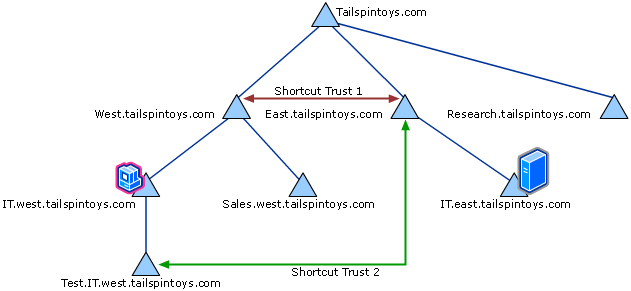 Tailspintoys.com
Shortcut Trust 1
West.tailspintoys.com
East.tailspintoys.com
Research.tailspintoys.com
IT.west.tailspintoys.com
Sales.west.tailspintoys.com
IT.east.tailspintoys.com
Shortcut Trust 2
Test.IT.west.tailspintoys.com